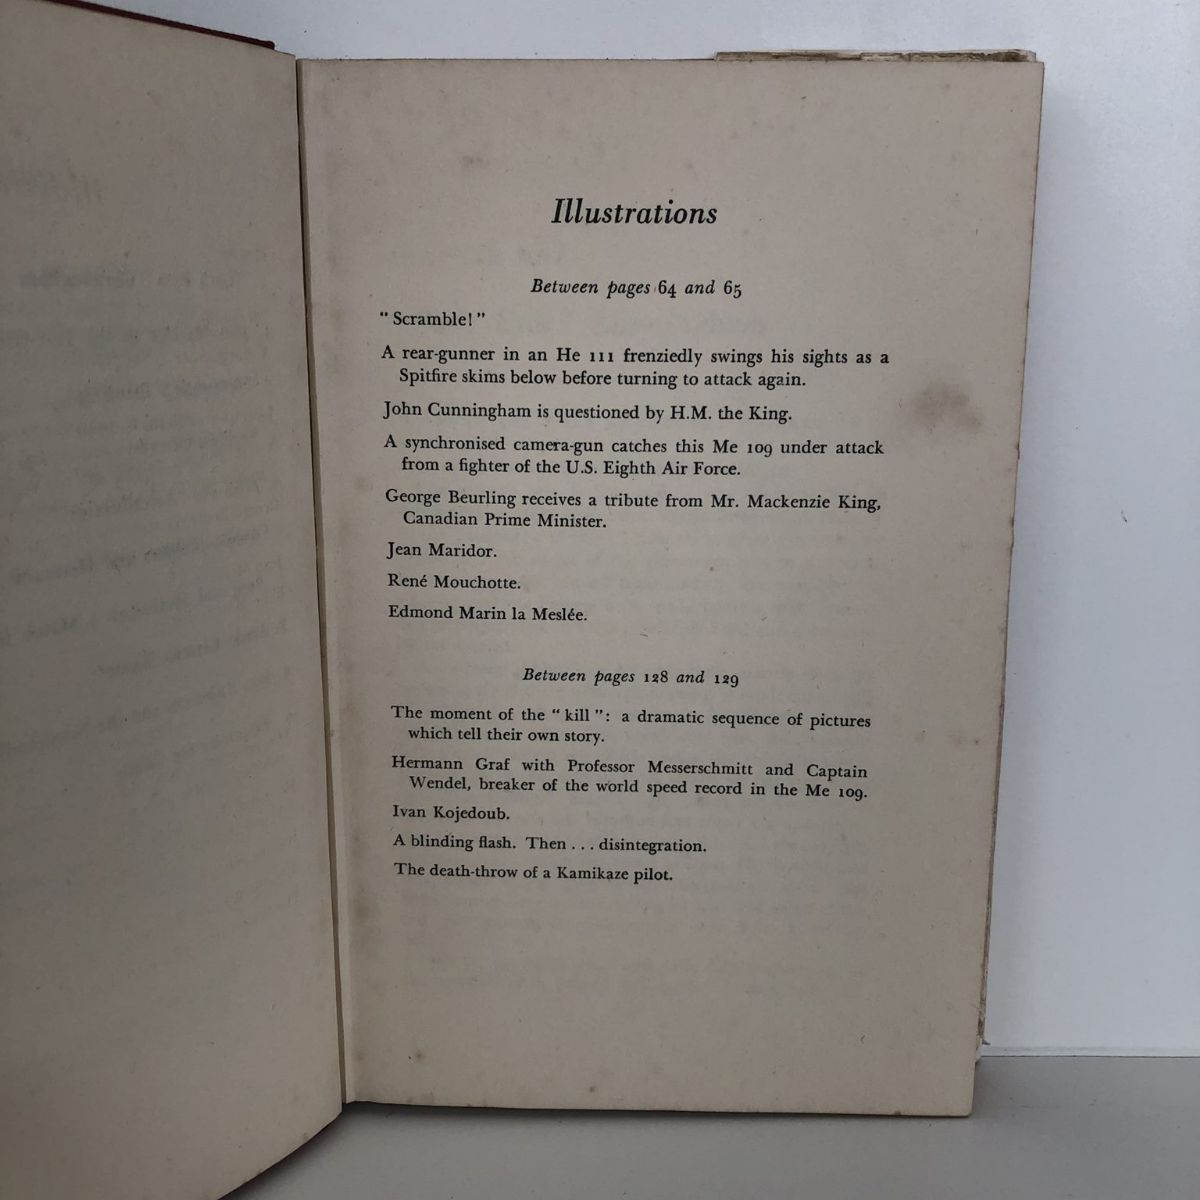 Illustrations
Between pages 64 and 65
“Scramble!”
A rear-gunner in an He 111 frenziedly swings his sights as a
Spitfire skims below before turning to attack again.
John Cunningham is questioned by H.M. the King.
A synchronised camera-gun catches this Me 109 under attack
from a fighter of the U.S. Eighth Air Force.
George Beurling receives a tribute from Mr. Mackenzie King,
Canadian Prime Minister.
Jean Maridor.
René Mouchotte.
Edmond Marin la Meslée.
Between pages 128 and 129
The moment of the “kill”: a dramatic sequence of pictures
which tell their own story.
Hermann Graf with Professor Messerschmitt and Captain
Wendel, breaker of the world speed record in the Me 109.
Ivan Kojedoub.
A blinding flash. Then . . . disintegration.
The death-throw of a Kamikaze pilot.